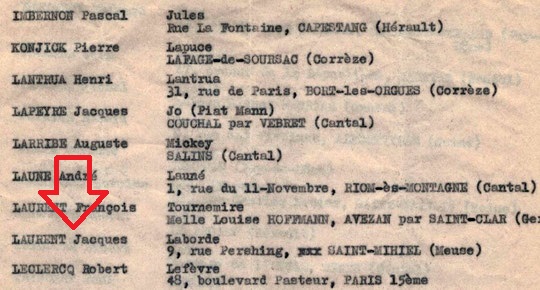 IMBERNON Pascal Jules
Rue La Fontaine, CAPESTANG (Hérault)
KONJICK Pierre Lapuce
LAFAGE-de-SOURSAC (Corrèze)
LANTRUA Henri Lantrua
31, rue de Paris, BORT-les-ORGUES (Corrèze)
LAPEYRE Jacques Jo (Piat Mann)
COUCHAL par VEBRET (Cantal)
LARRIBE Auguste Mickey
SALINS (Cantal)
LAUNE André Launé
1, rue du 11-Novembre, RIOM-ès-MONTAGNE (Cantal)
LAURENT François Tournemire
Melle Louise HOFFMANN, AVEZAN par SAINT-CLAR (Ge
LAURENT Jacques Laborde
9, rue Pershing, xxx SAINT-MIHIEL (Meuse)
LECLERCQ Robert Lefèvre
48, boulevard Pasteur, PARIS 15ème